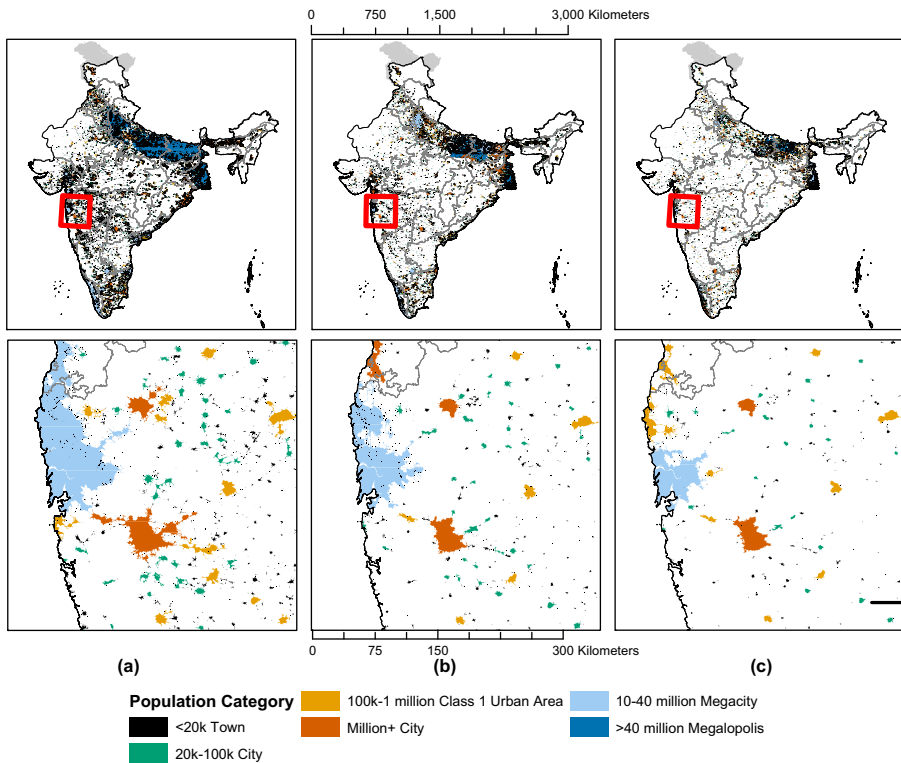 0 750 1,500 3,000 Kilometers
0 75 150 300 Kilometers
(a) (b) (c)
Population Category
<20k Town
20k-100k City
100k-1 million Class 1 Urban Area
Million+ City
10-40 million Megacity
>40 million Megalopolis